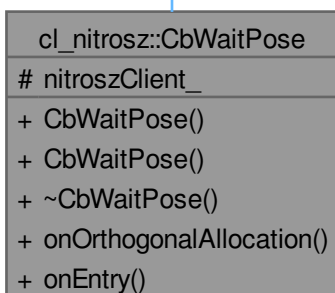 cl_nitrosz::CbWaitPose
# nitroszClient_
+ CbWaitPose()
+ CbWaitPose()
+ ~CbWaitPose()
+ onOrthogonalAllocation()
+ onEntry()